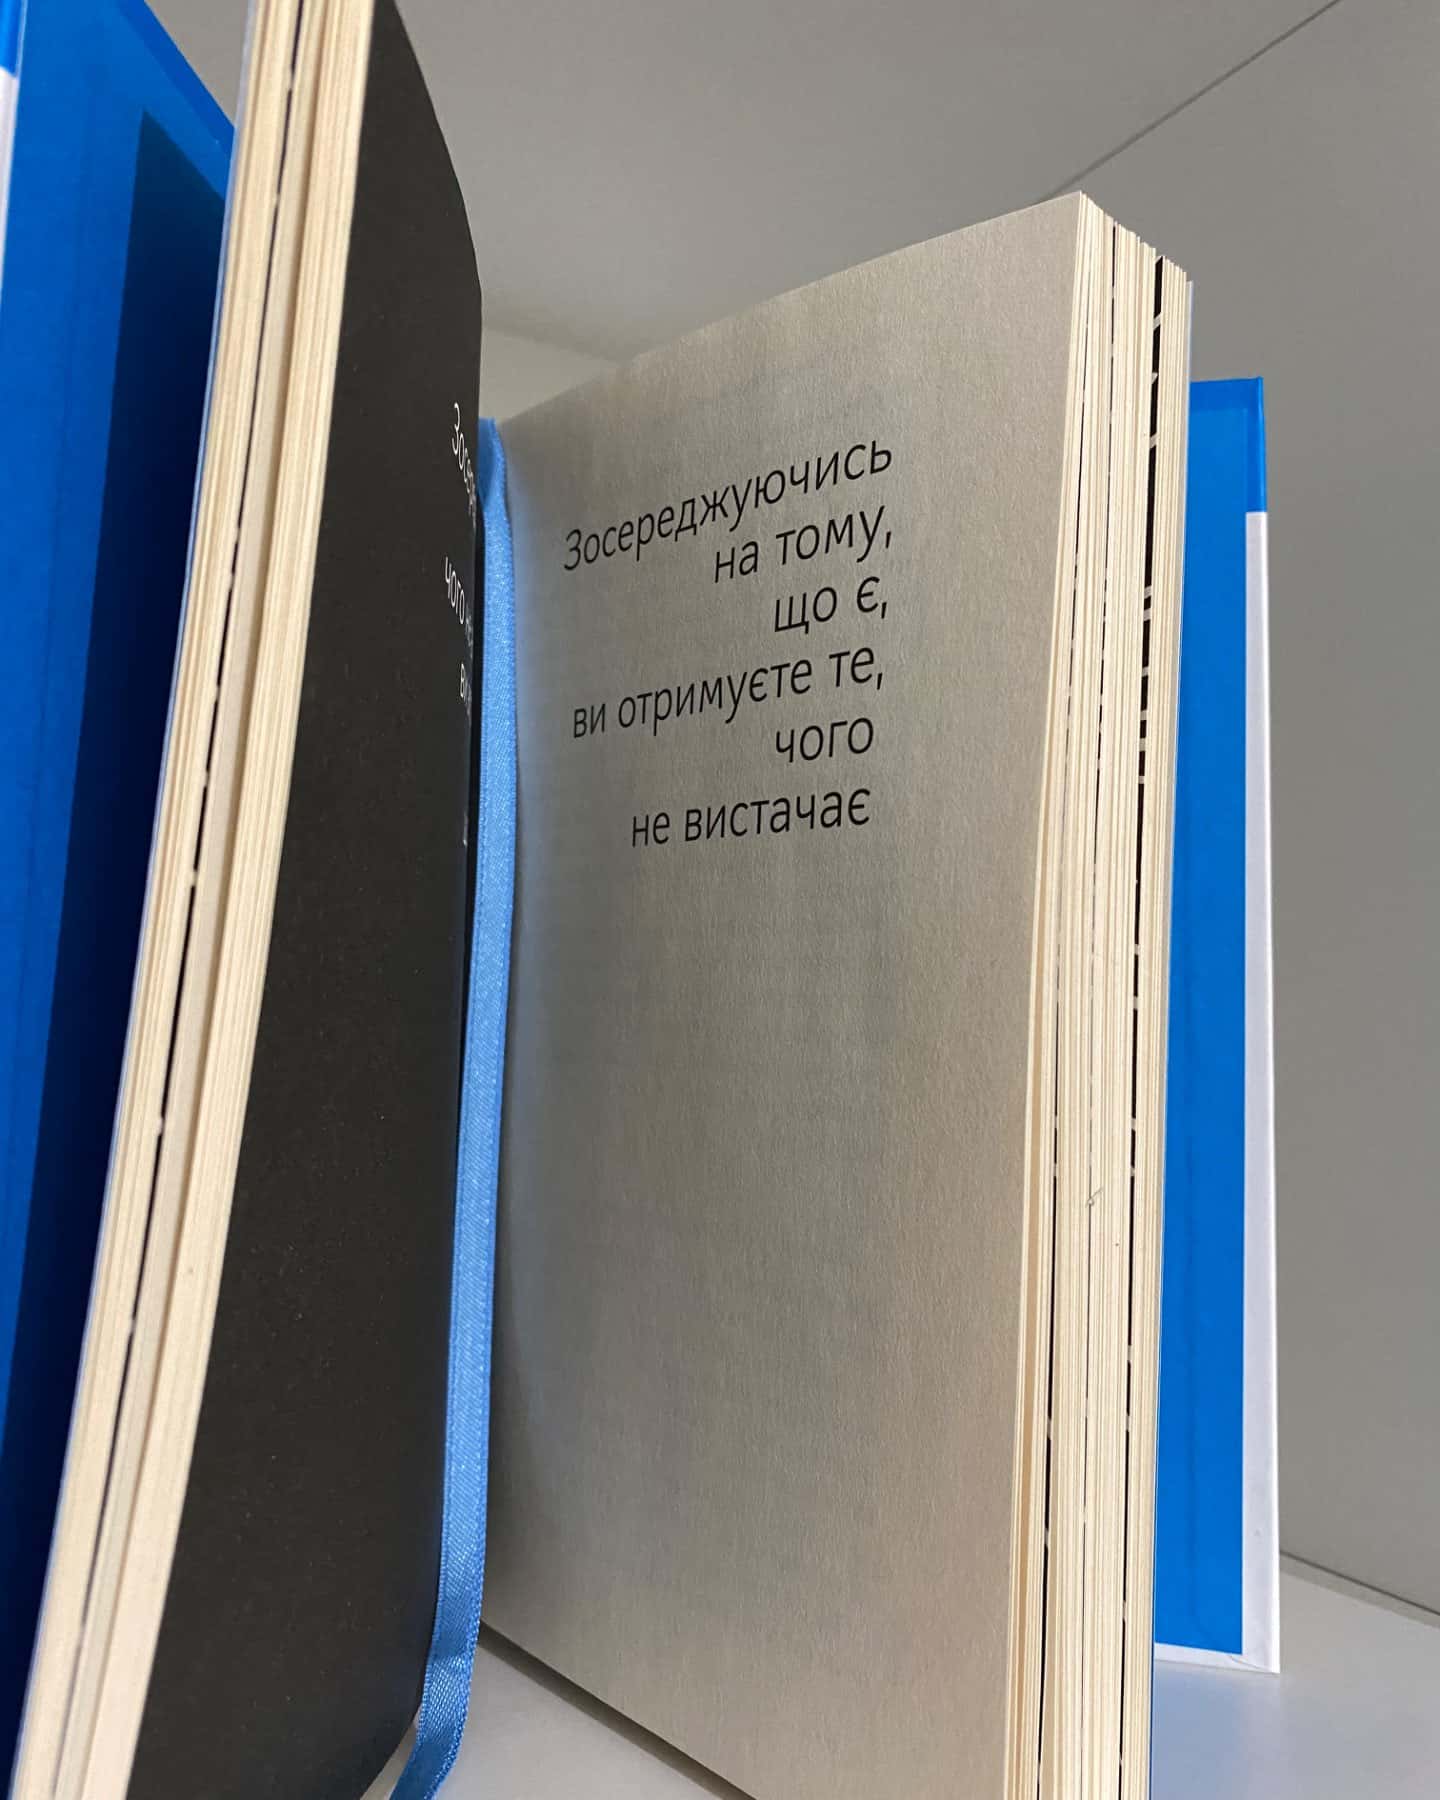 Зосереджуючись
на тому,
що є,
ви отримуєте те,
чого
не вистачає